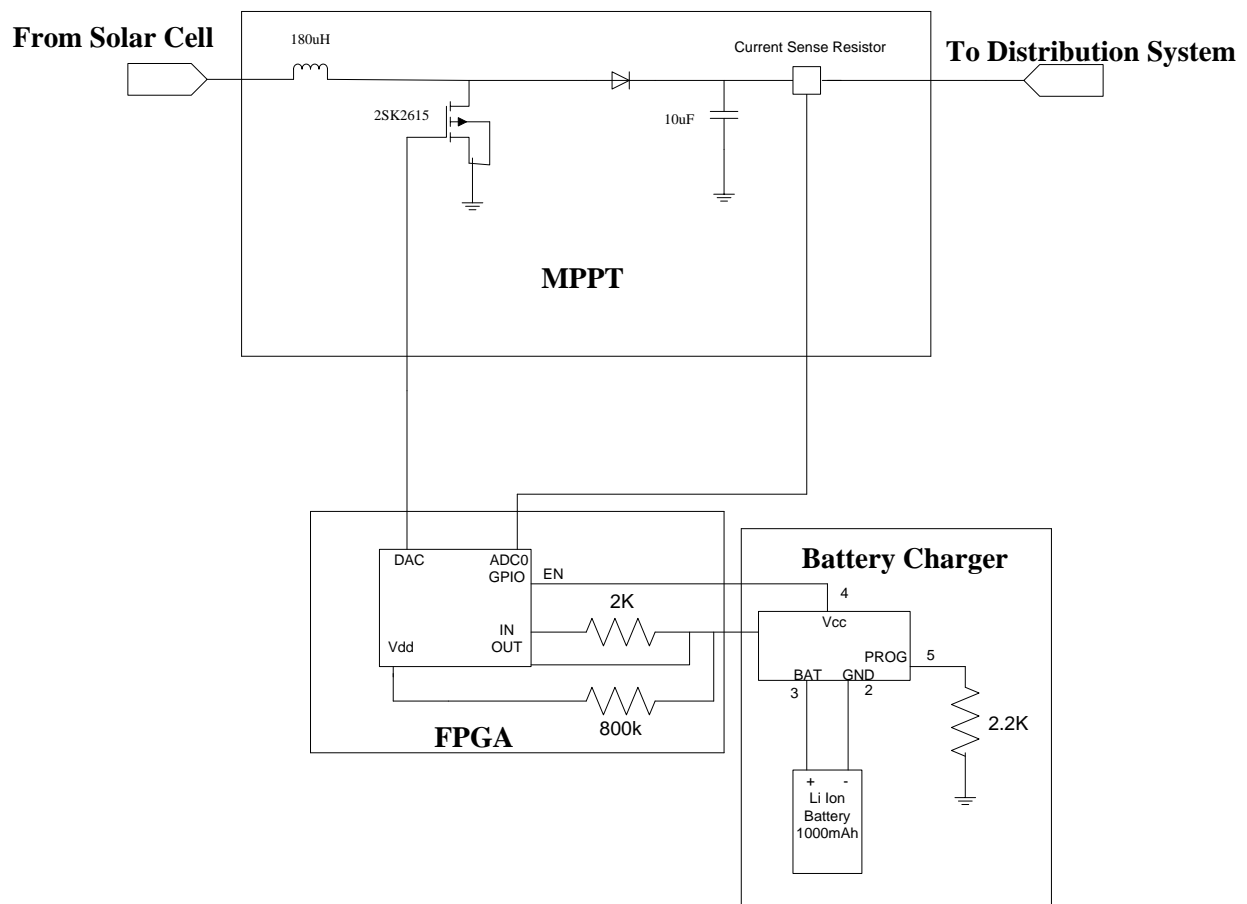 From Solar Cell
180uH
Current Sense Resistor
To Distribution System
2SK2615
10uF
MPPT
DAC
ADC0
GPIO
EN
Battery Charger
2K
4
Vcc
IN
OUT
Vdd
PROG
5
BAT
GND
3
2
800k
2.2K
FPGA
+ -
Li Ion
Battery
1000mAh